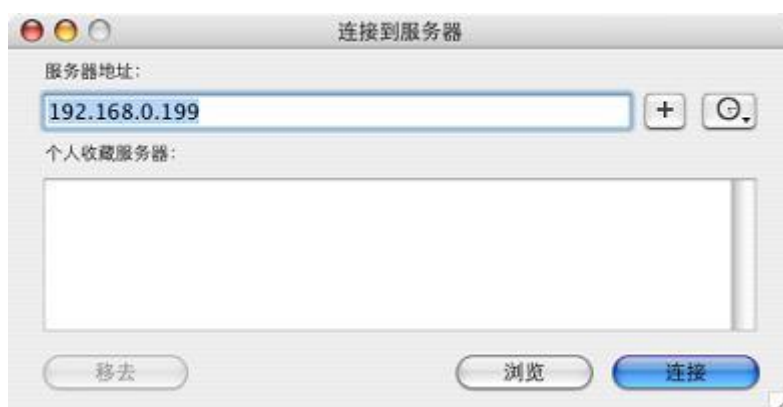 连接到服务器
服务器地址:
192.168.0.199
个人收藏服务器:
移去 浏览 连接